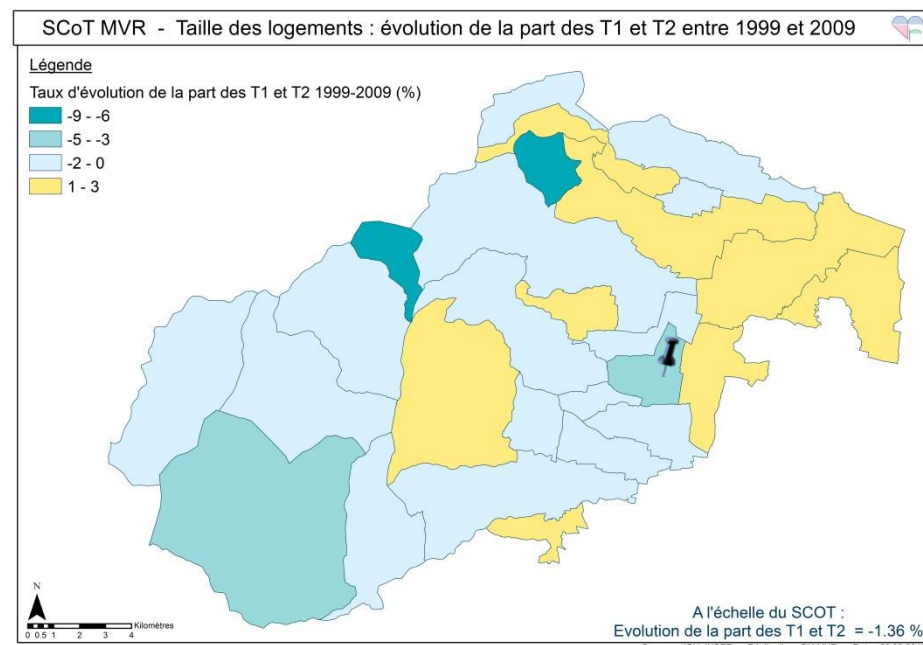 SCoT MVR - Taille des logements : évolution de la part des T1 et T2 entre 1999 et 2009
Légende
Taux d'évolution de la part des T1 et T2 1999-2009 (%)
-9 - -6
-5 - -3
-2 - 0
1 - 3
N
0 0.5 1 2 3 4 Kilomètres
A l'échelle du SCOT :
Evolution de la part des T1 et T2 = -1.36 %